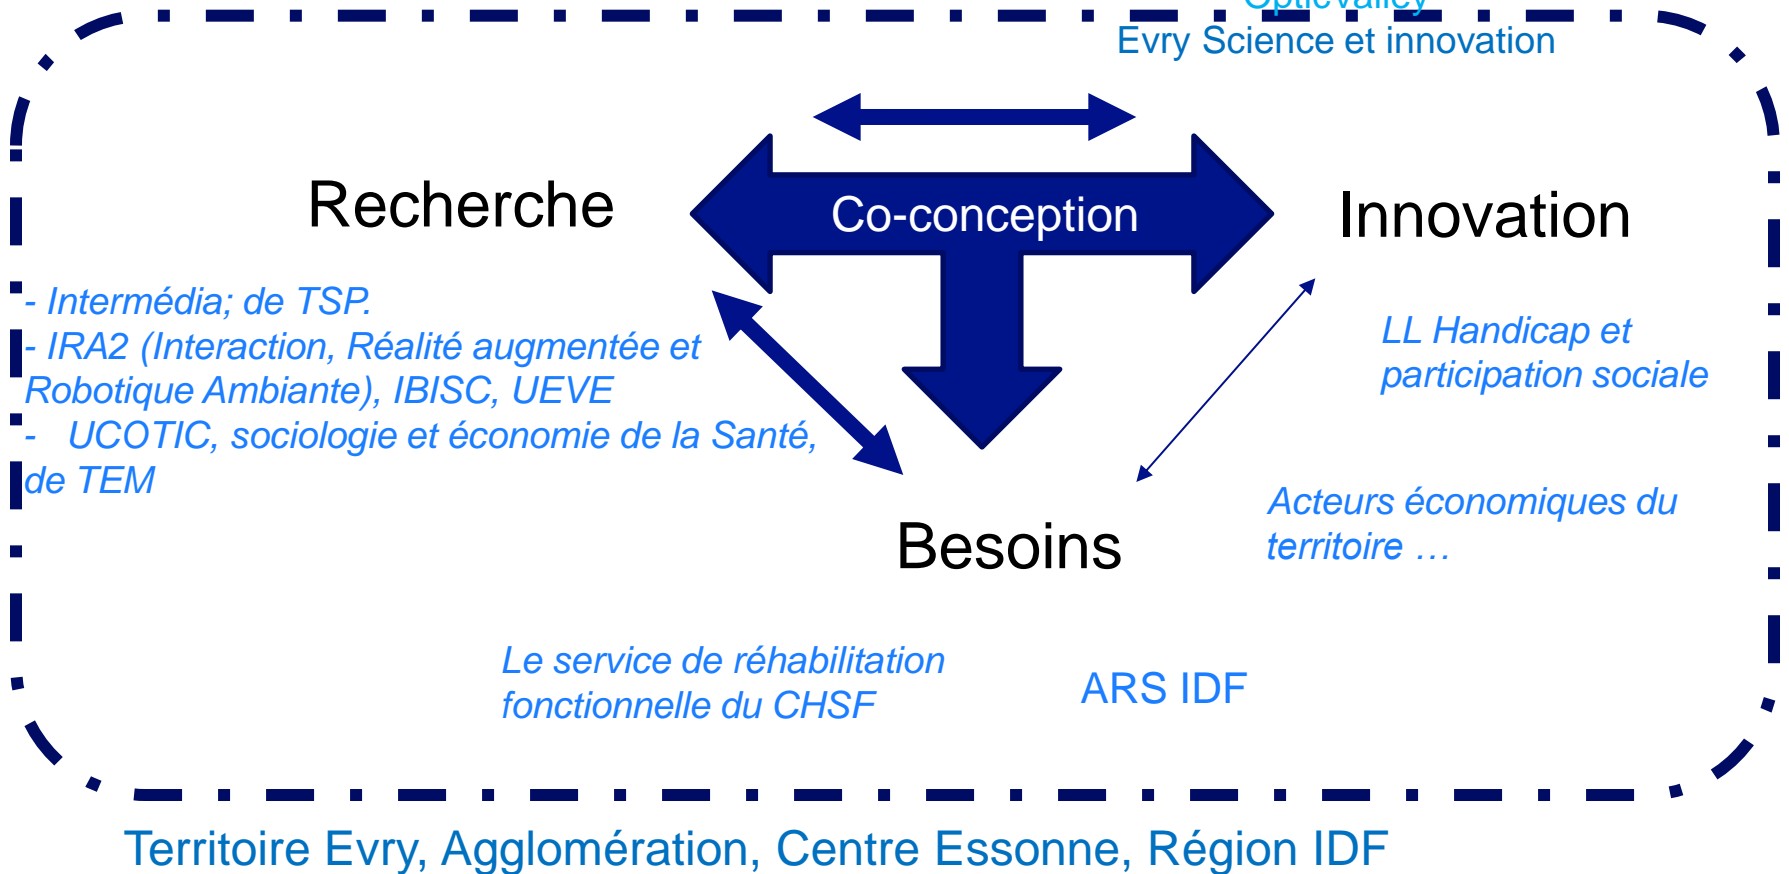 OpticValley
Evry Science et innovation
Recherche
Co-conception
Innovation
- Intermédia; de TSP.
- IRA2 (Interaction, Réalité augmentée et
Robotique Ambiante), IBISC, UEVE
- UCOTIC, sociologie et économie de la Santé,
de TEM
LL Handicap et
participation sociale
Acteurs économiques du
territoire …
Besoins
Le service de réhabilitation
fonctionnelle du CHSF
ARS IDF
Territoire Evry, Agglomération, Centre Essonne, Région IDF